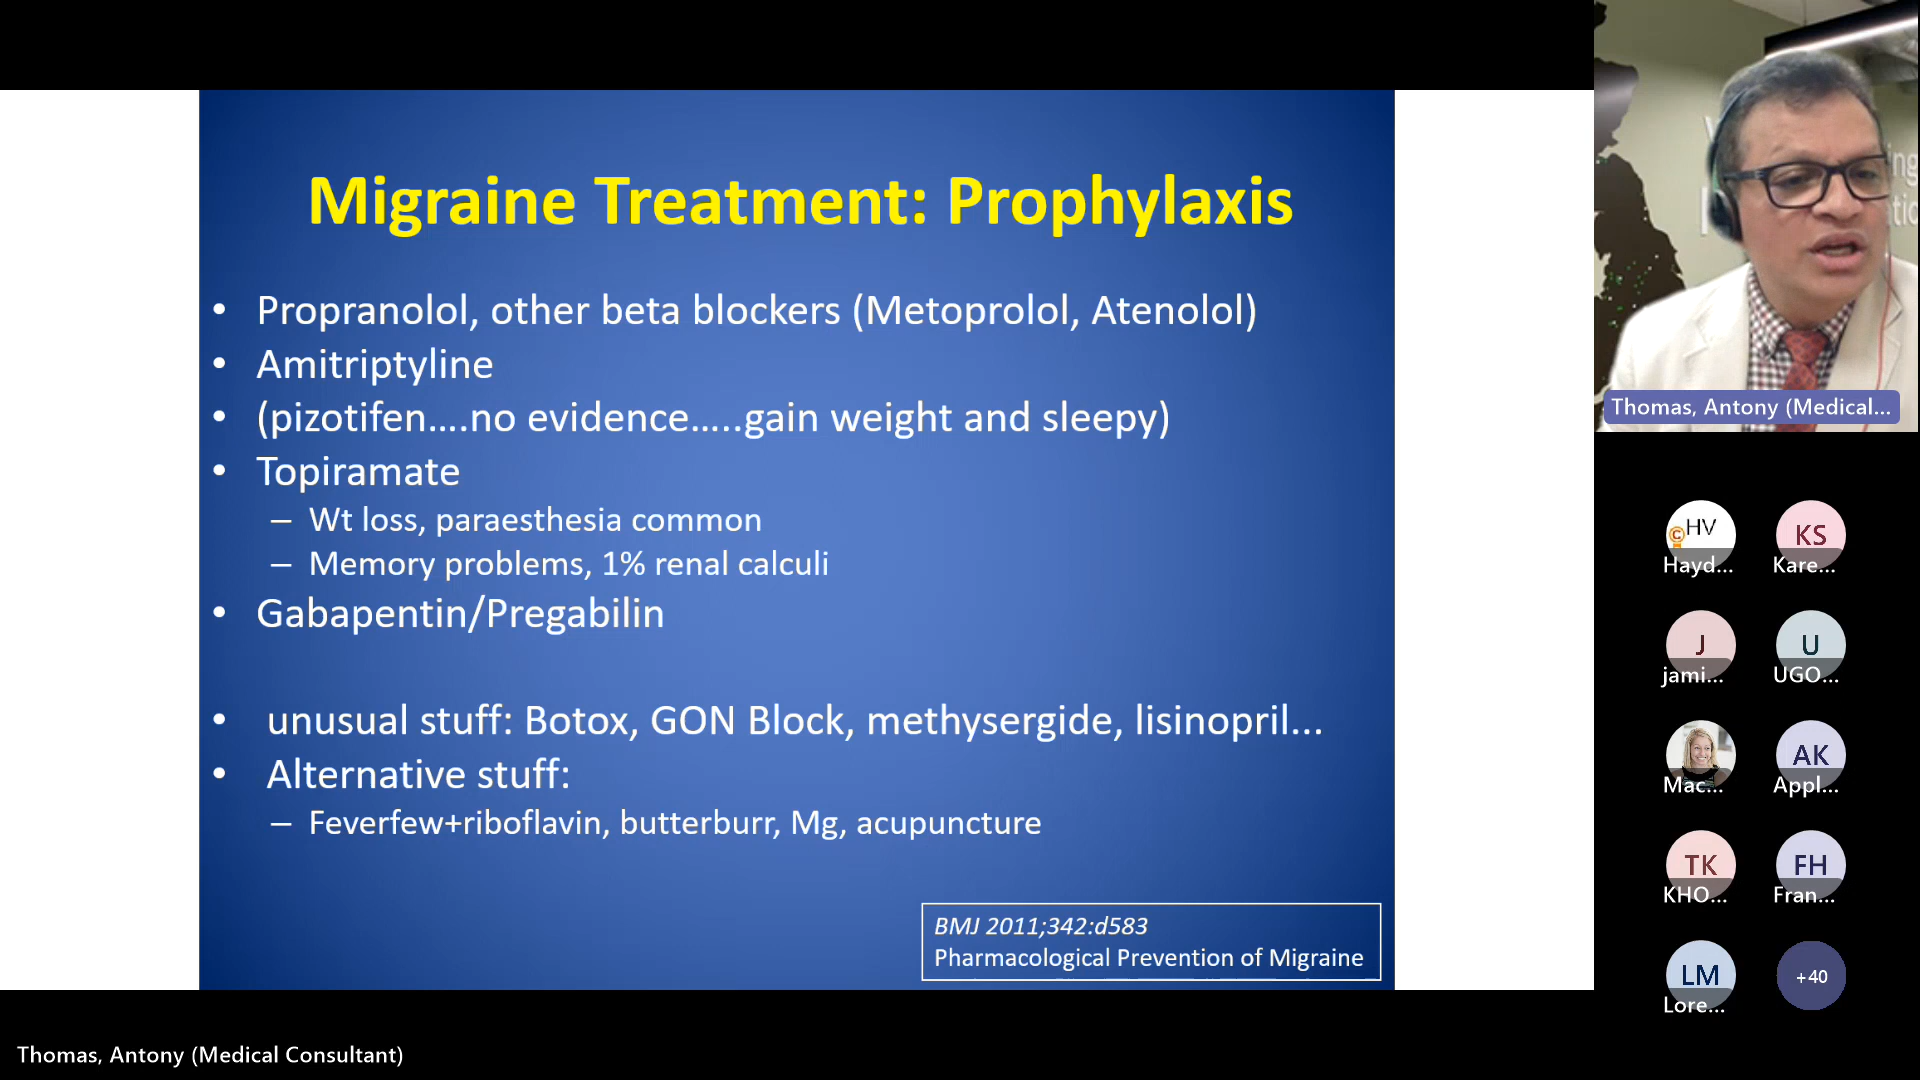 Migraine Treatment: Prophylaxis
• Propranolol, other beta blockers (Metoprolol, Atenolol)
• Amitriptyline
• (pizotifen....no evidence.....gain weight and sleepy)
• Topiramate
– Wt loss, paraesthesia common
– Memory problems, 1% renal calculi
• Gabapentin/Pregabilin
• unusual stuff: Botox, GON Block, methysergide, lisinopril...
• Alternative stuff:
– Feverfew+riboflavin, butterburr, Mg, acupuncture
BMJ 2011;342:d583
Pharmacological Prevention of Migraine
Thomas, Antony (Medical...
HV
Hayd...
KS
Kare...
J
jami...
U
UGO...
Mac...
AK
Appl...
TK
KHO...
FH
Fran...
LM
Lore...
+40
Thomas, Antony (Medical Consultant)